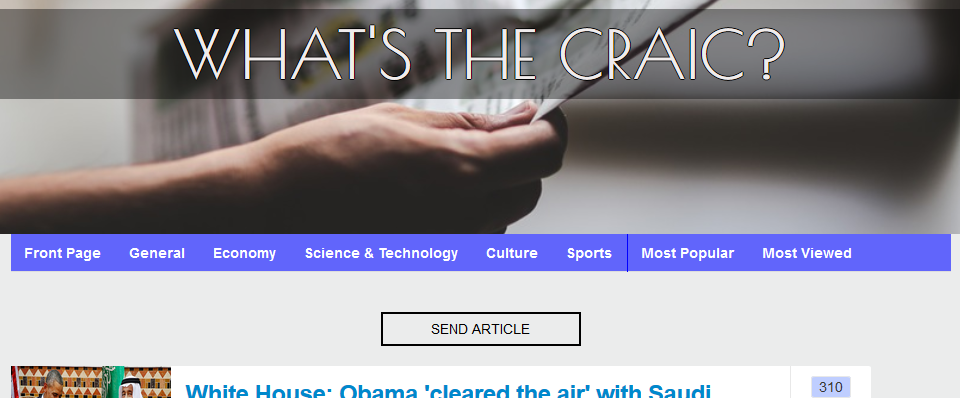 WHAT'S THE CRAIC?
Front Page General Economy Science & Technology Culture Sports Most Popular Most Viewed
SEND ARTICLE
White House: Obama 'cleared the air' with Saudi 310